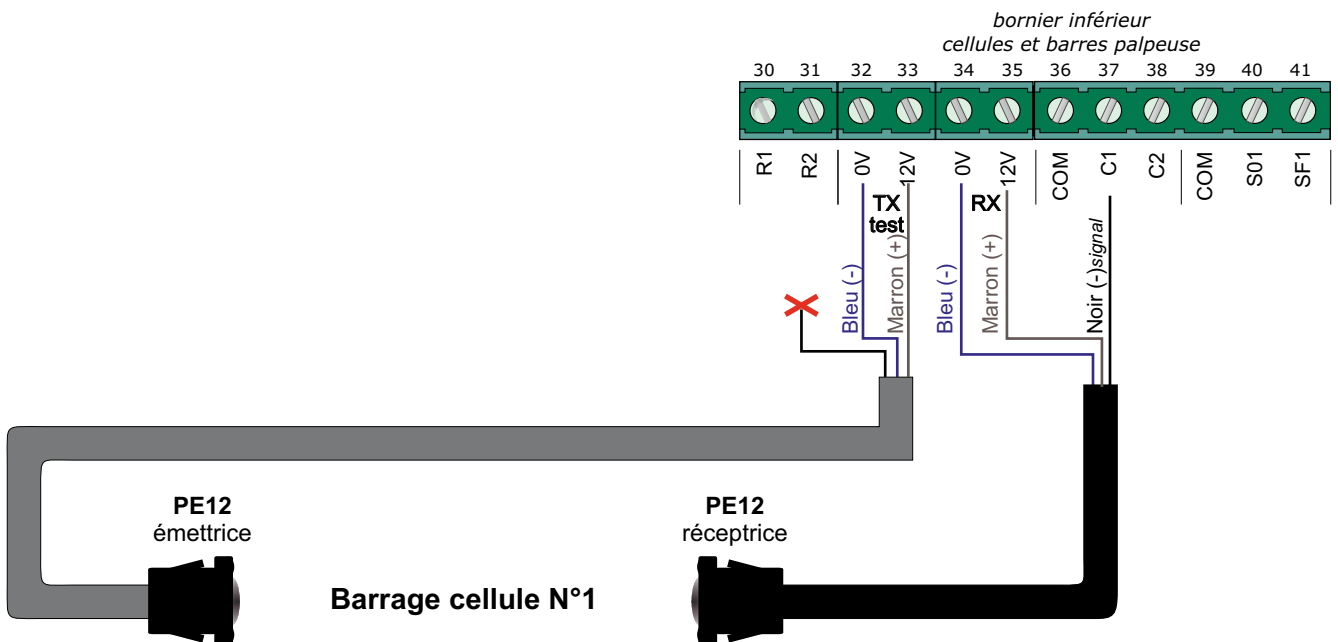 bornier inférieur
cellules et barres palpeuse
30 31 32 33 34 35 36 37 38 39 40 41
R1 R2 0V 12V 0V 12V COM C1 C2 COM S01 SF1
TX RX
test
Bleu (-) Marron (+) Bleu (-) Marron (+) Noir (-)signal
PE12 PE12
émettrice réceptrice
Barrage cellule N°1